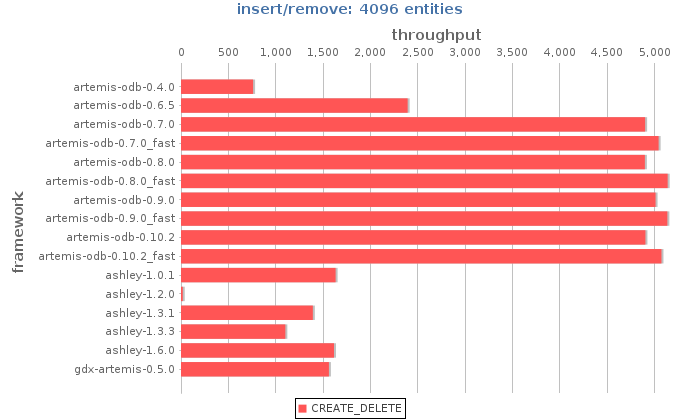 insert/remove: 4096 entities
throughput
0 500 1,000 1,500 2,000 2,500 3,000 3,500 4,000 4,500 5,000
framework
artemis-odb-0.4.0
artemis-odb-0.6.5
artemis-odb-0.7.0
artemis-odb-0.7.0_fast
artemis-odb-0.8.0
artemis-odb-0.8.0_fast
artemis-odb-0.9.0
artemis-odb-0.9.0_fast
artemis-odb-0.10.2
artemis-odb-0.10.2_fast
ashley-1.0.1
ashley-1.2.0
ashley-1.3.1
ashley-1.3.3
ashley-1.6.0
gdx-artemis-0.5.0
CREATE_DELETE